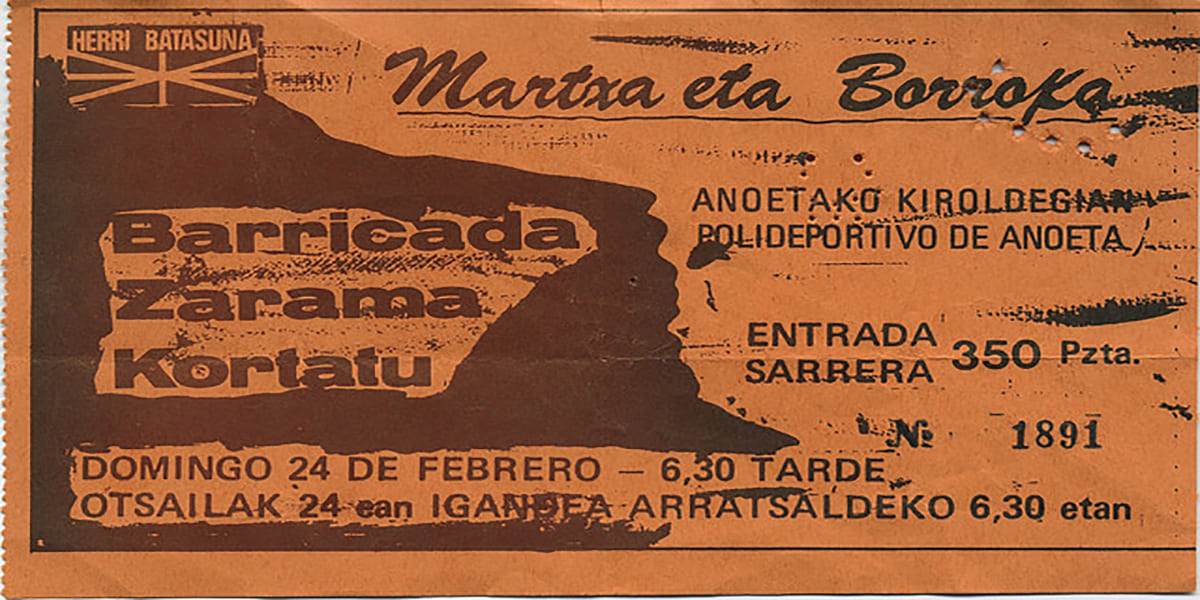 HERRI BATASUNA
Martxa eta Borroka
Barricada
Zarama
Kortatu
ANOETAKO KIROLDEGIAN
POLIDEPORTIVO DE ANOETA
ENTRADA
SARRERA
350 Pzta.
Nº 1891
DOMINGO 24 DE FEBRERO — 6,30 TARDE
OTSAILAK 24 ean IGANDEA ARRATSALDEKO 6,30 etan